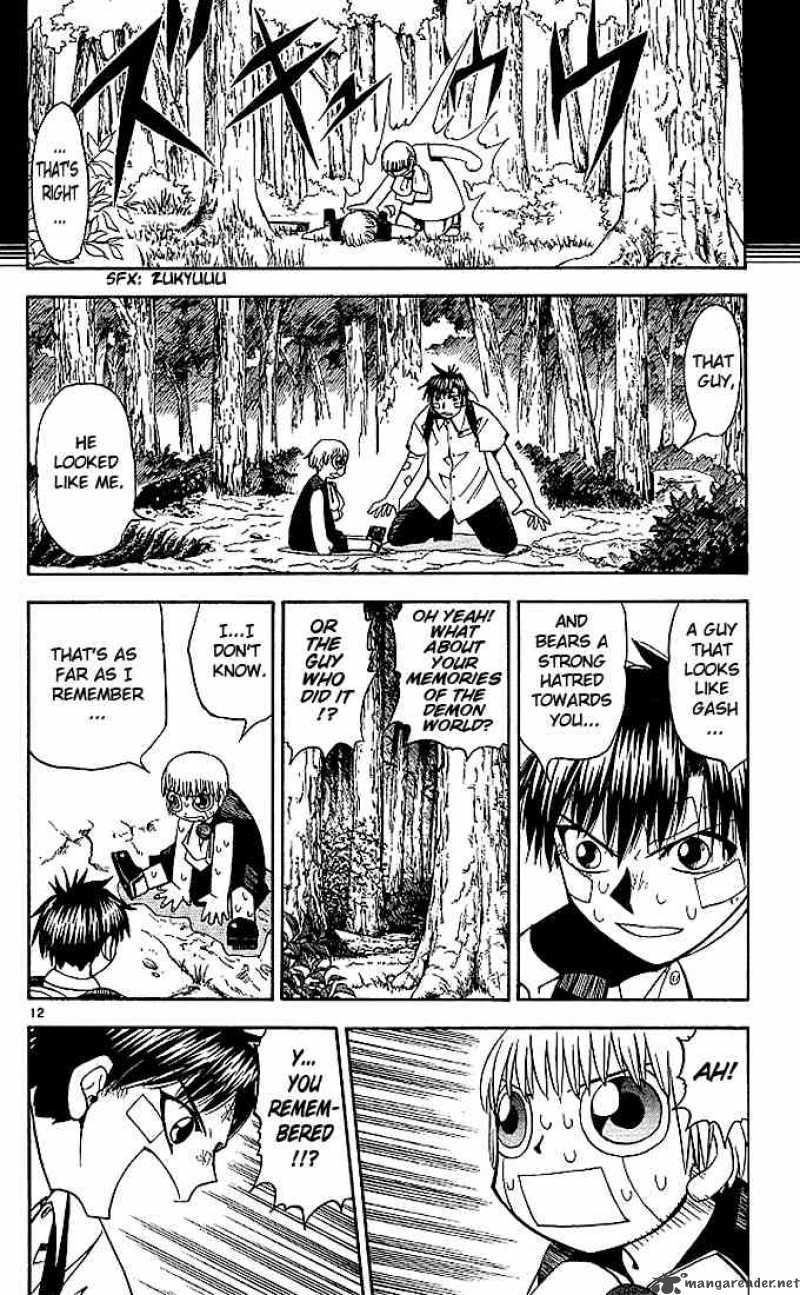 ズキュウウ
...
THAT'S
RIGHT
...
SFX: ZUKYUUU
THAT
GUY,
HE
LOOKED
LIKE ME.
A GUY
THAT
LOOKS
LIKE
GASH
...
AND
BEARS A
STRONG
HATRED
TOWARDS
YOU...
OH YEAH!
WHAT
ABOUT
YOUR
MEMORIES
OF THE
DEMON
WORLD?
OR
THE
GUY
WHO
DID IT
!?
I...I
DON'T
KNOW.
THAT'S AS
FAR AS I
REMEMBER
...
12
AH!
Y...
YOU
REMEM-
BERED
!!?
mangareader.net